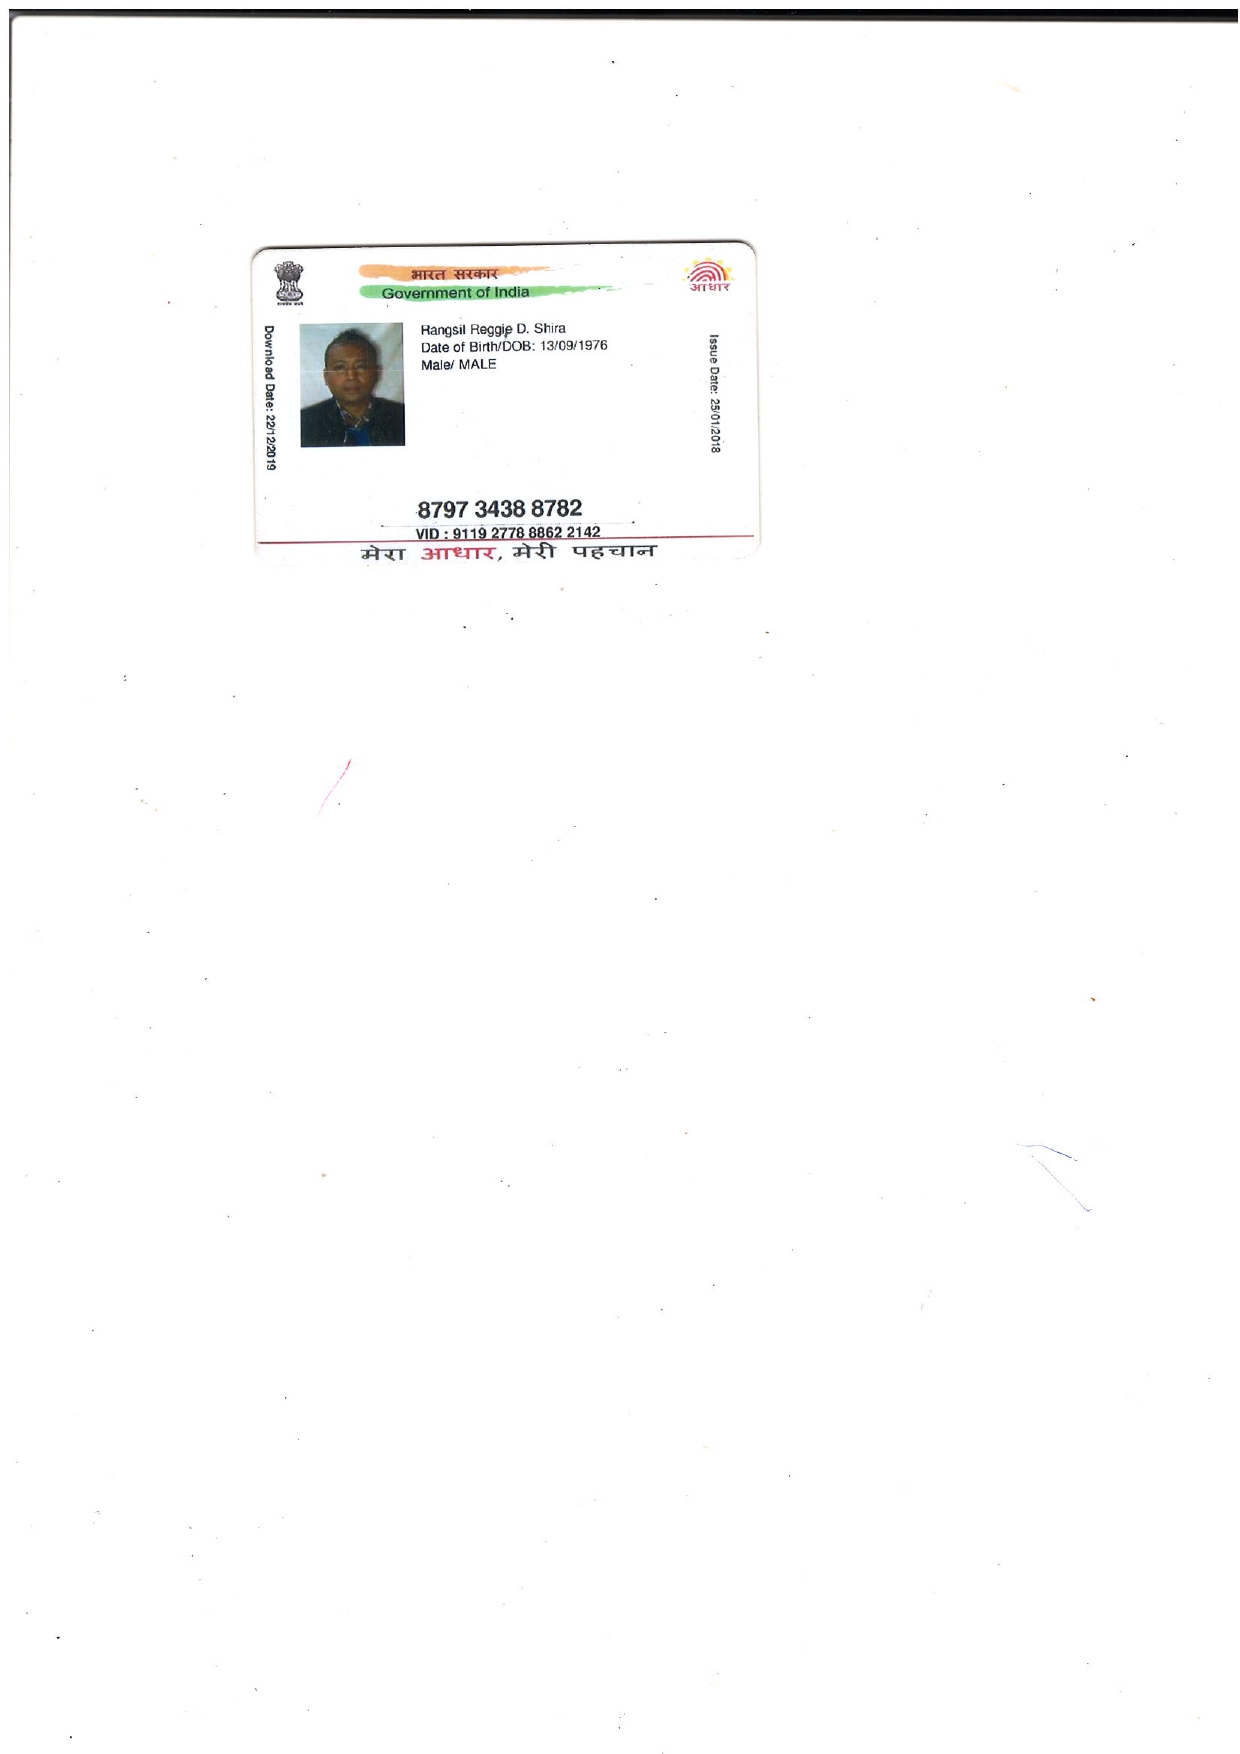 भारत सरकार
Government of India
आधार
Rangsil Reggie D. Shira
Date of Birth/DOB: 13/09/1976
Male/ MALE
Download Date: 22/12/2019
Issue Date: 25/01/2018
8797 3438 8782
VID : 9119 2778 8862 2142
मेरा आधार, मेरी पहचान